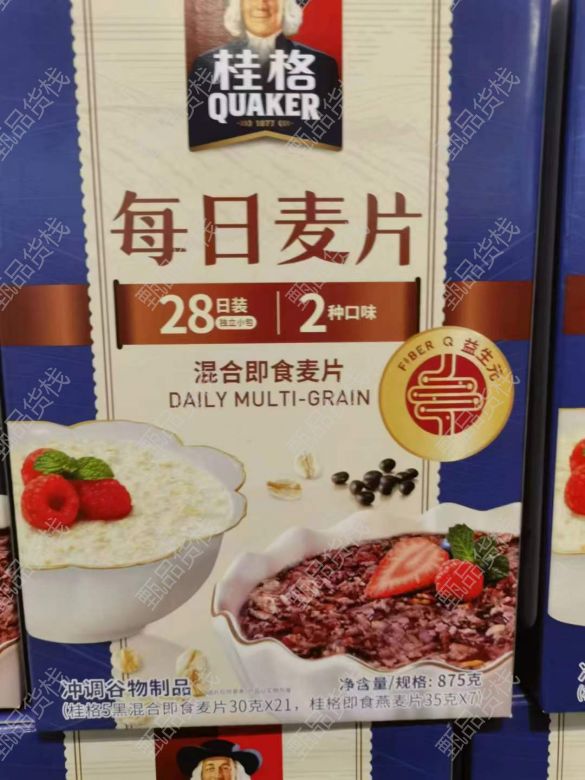 桂格
QUAKER
每日麦片
28日装
独立小包
2种口味
混合即食麦片
DAILY MULTI-GRAIN
FIBER Q 益生元
冲调谷物制品
净含量/规格: 875克
(桂格5黑混合即食麦片30克X21, 桂格即食燕麦片35克X7)
甄品货栈